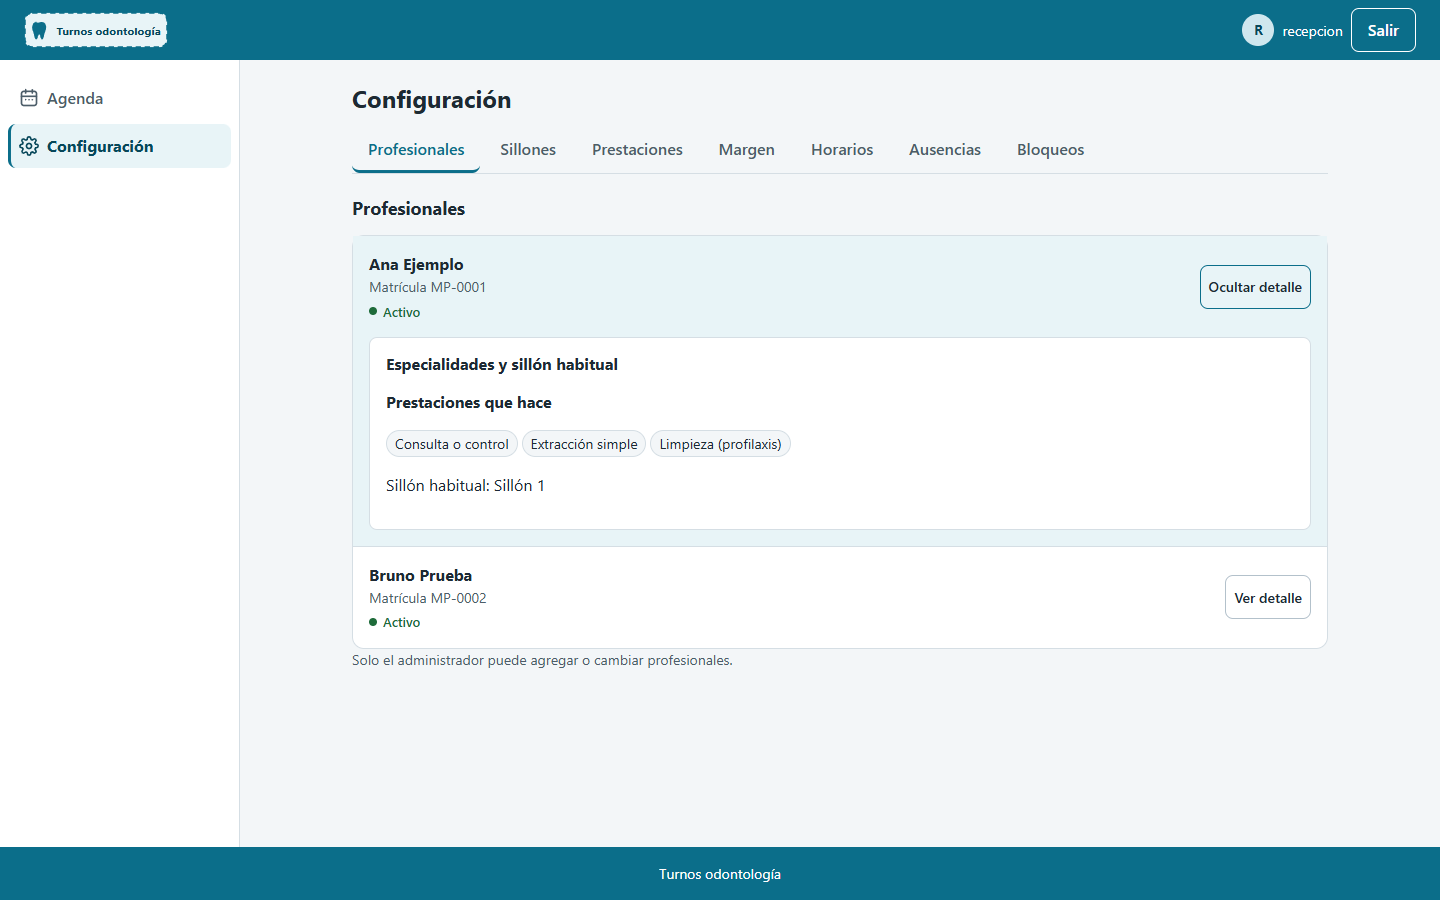 Turnos odontología
R
recepcion
Salir
Agenda
Configuración
Configuración
Profesionales
Sillones
Prestaciones
Margen
Horarios
Ausencias
Bloqueos
Profesionales
Ana Ejemplo
Matrícula MP-0001
Activo
Ocultar detalle
Especialidades y sillón habitual
Prestaciones que hace
Consulta o control
Extracción simple
Limpieza (profilaxis)
Sillón habitual: Sillón 1
Bruno Prueba
Matrícula MP-0002
Activo
Ver detalle
Solo el administrador puede agregar o cambiar profesionales.
Turnos odontología